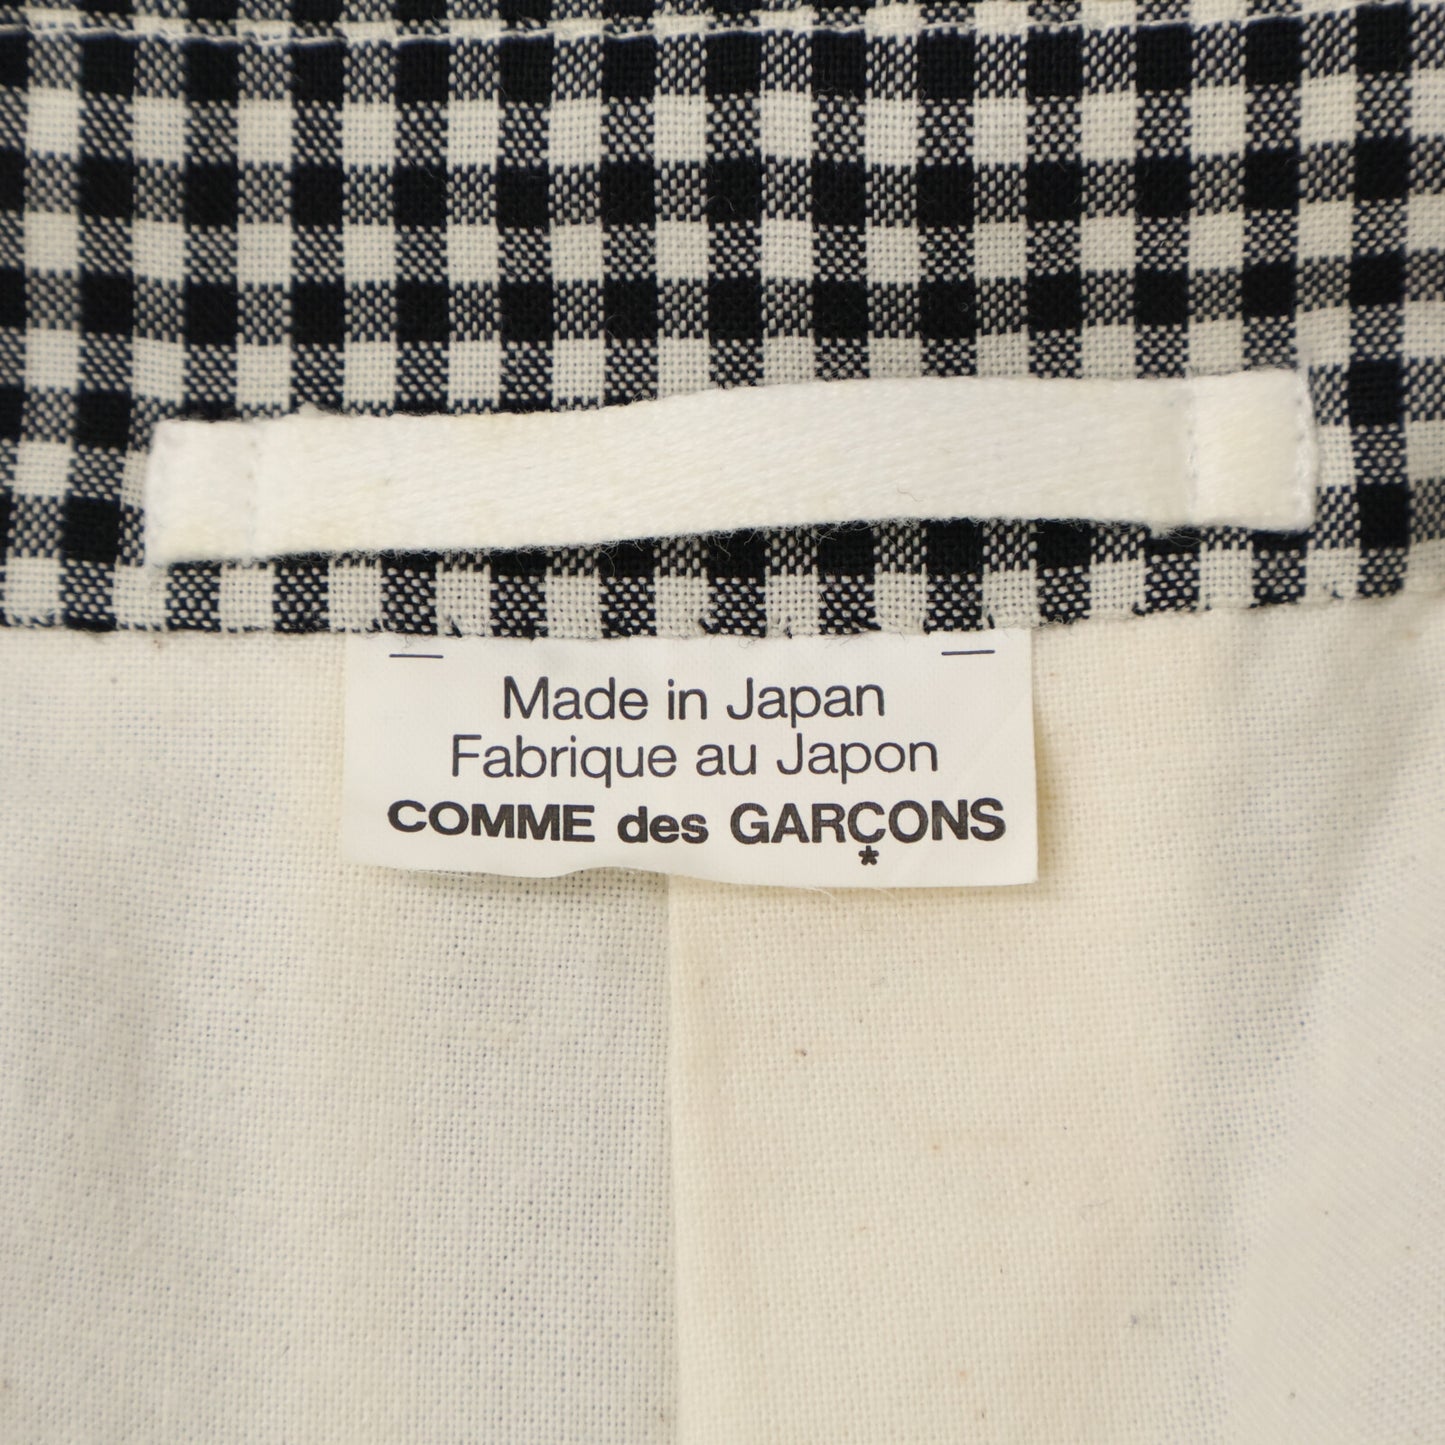 Made in Japan
Fabrique au Japon
COMME des GARÇONS
*